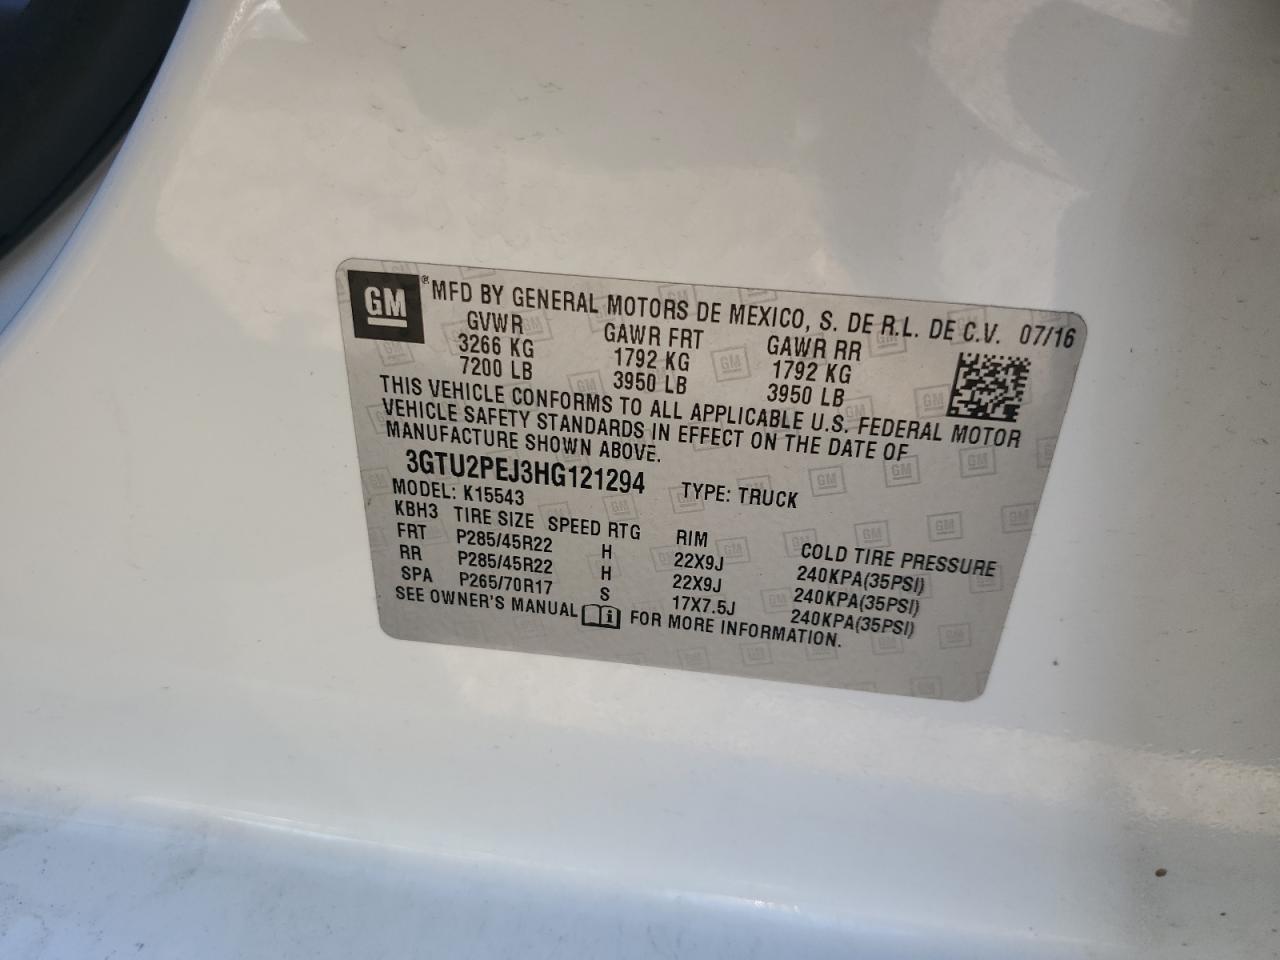 GM ® MFD BY GENERAL MOTORS DE MEXICO, S. DE R.L. DE C.V. 07/16
GVWR GAWR FRT GAWR RR
3266 KG 1792 KG 1792 KG
7200 LB 3950 LB 3950 LB
THIS VEHICLE CONFORMS TO ALL APPLICABLE U.S. FEDERAL MOTOR
VEHICLE SAFETY STANDARDS IN EFFECT ON THE DATE OF
MANUFACTURE SHOWN ABOVE.
3GTU2PEJ3HG121294 TYPE: TRUCK
MODEL: K15543
KBH3 TIRE SIZE SPEED RTG RIM COLD TIRE PRESSURE
FRT P285/45R22 H 22X9J 240KPA(35PSI)
RR P285/45R22 H 22X9J 240KPA(35PSI)
SPA P265/70R17 S 17X7.5J 240KPA(35PSI)
SEE OWNER'S MANUAL i FOR MORE INFORMATION.